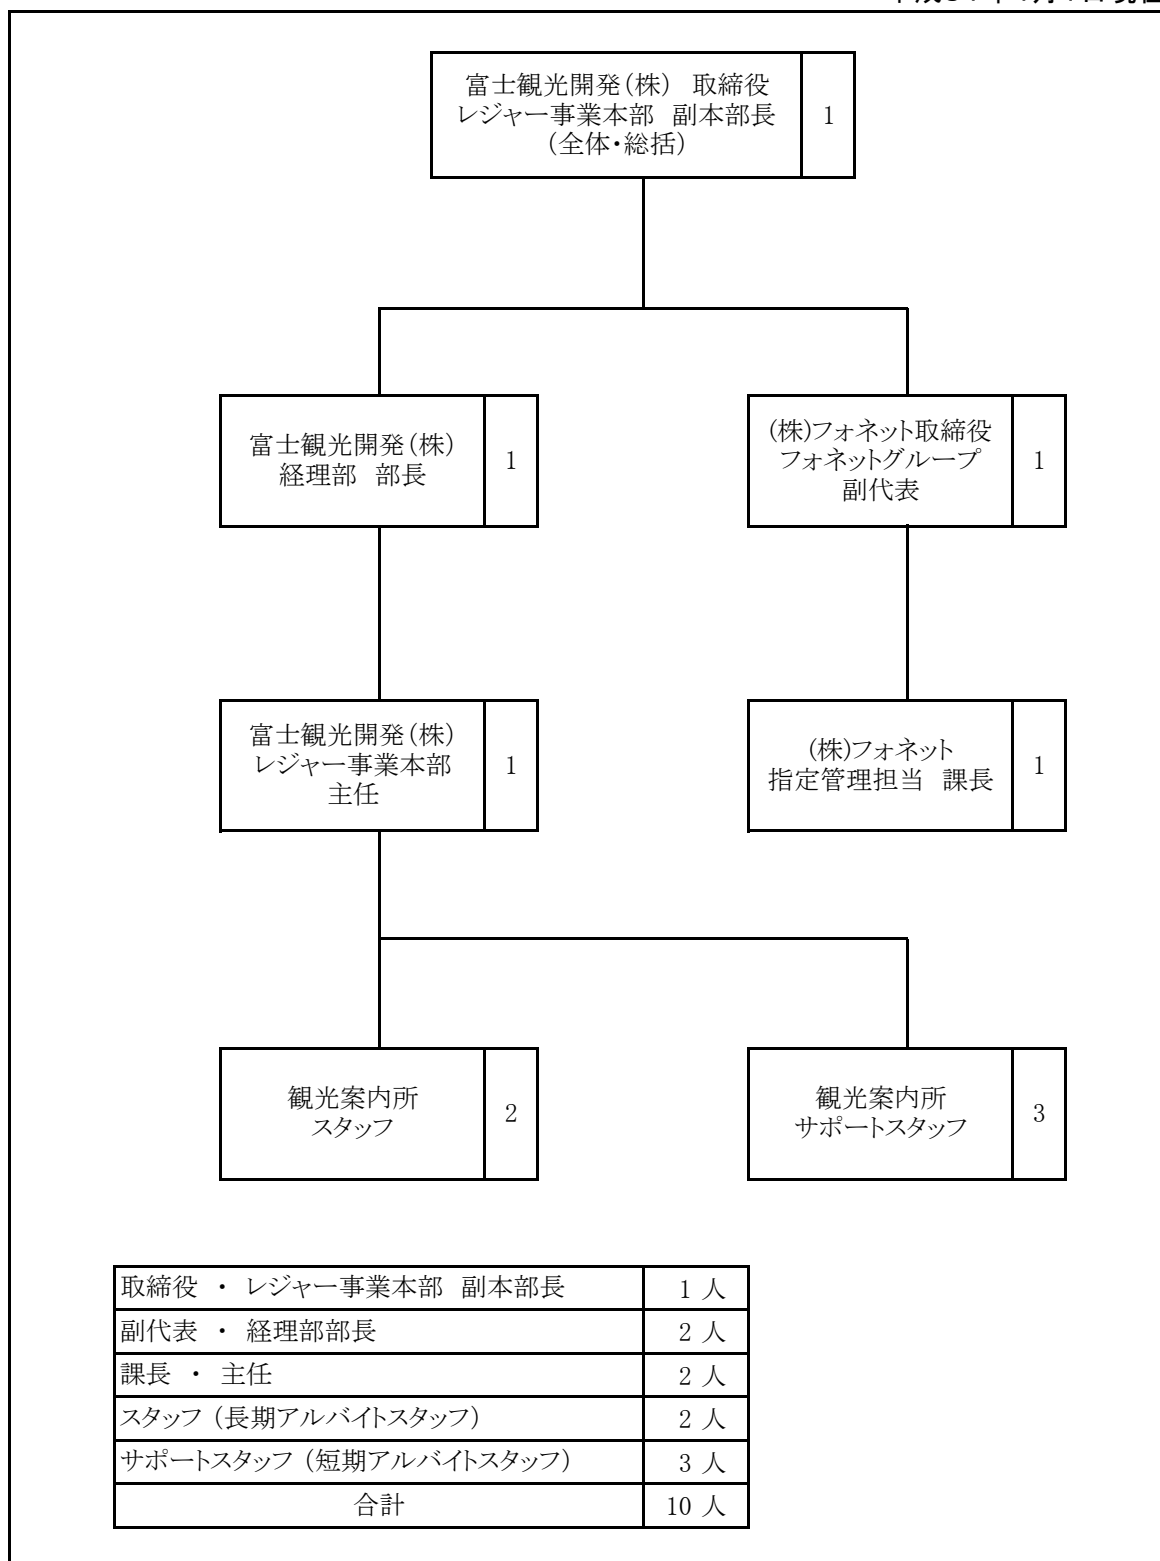 富士観光開発(株) 取締役
レジャー事業本部 副本部長
(全体・総括)
1
富士観光開発(株)
経理部 部長
1
(株)フォネット取締役
フォネットグループ
副代表
1
富士観光開発(株)
レジャー事業本部
主任
1
(株)フォネット
指定管理担当 課長
1
観光案内所
スタッフ
2
観光案内所
サポートスタッフ
3
取締役 ・ レジャー事業本部 副本部長 1 人
副代表 ・ 経理部部長 2 人
課長 ・ 主任 2 人
スタッフ (長期アルバイトスタッフ) 2 人
サポートスタッフ (短期アルバイトスタッフ) 3 人
合計 10 人